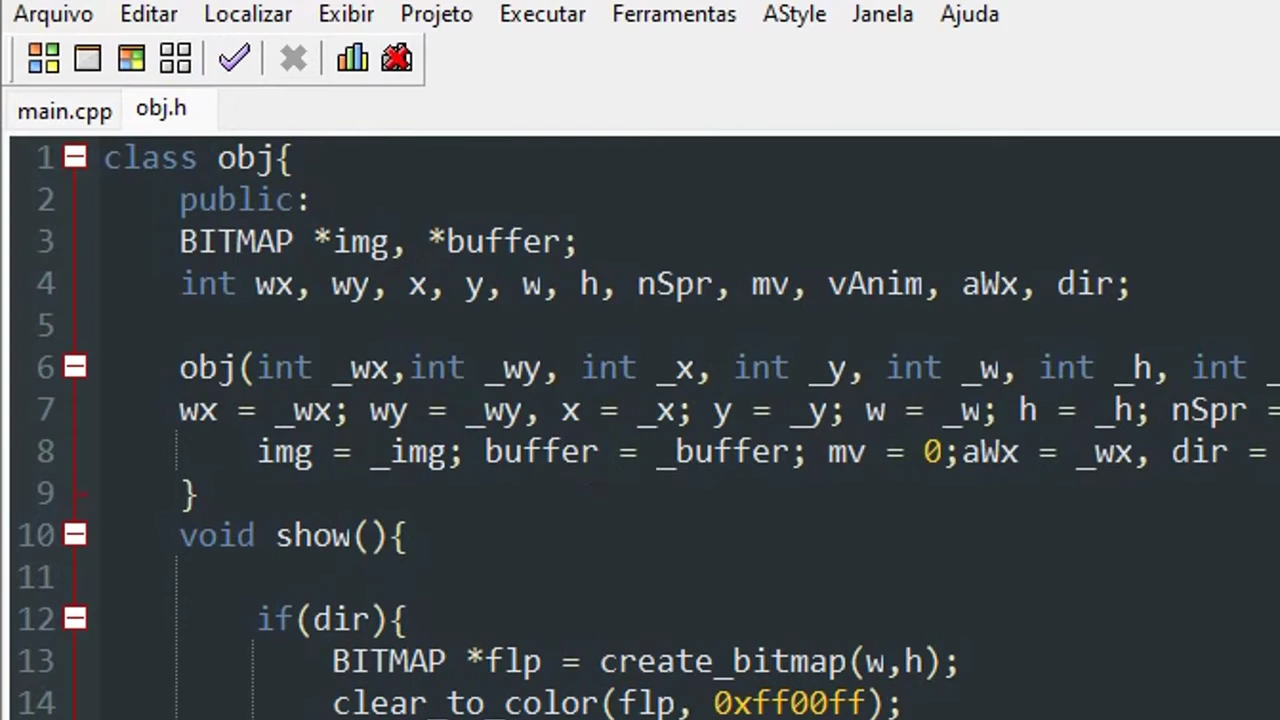 Arquivo Editar Localizar Exibir Projeto Executar Ferramentas AStyle Janela Ajuda
main.cpp obj.h
1 class obj{
2 public:
3 BITMAP *img, *buffer;
4 int wx, wy, x, y, w, h, nSpr, mv, vAnim, aWx, dir;
5
6 obj(int _wx,int _wy, int _x, int _y, int _w, int _h, int _
7 wx = _wx; wy = _wy, x = _x; y = _y; w = _w; h = _h; nSpr =
8 img = _img; buffer = _buffer; mv = 0;aWx = _wx, dir =
9 }
10 void show(){
11
12 if(dir){
13 BITMAP *flp = create_bitmap(w,h);
14 clear_to_color(flp, 0xff00ff);